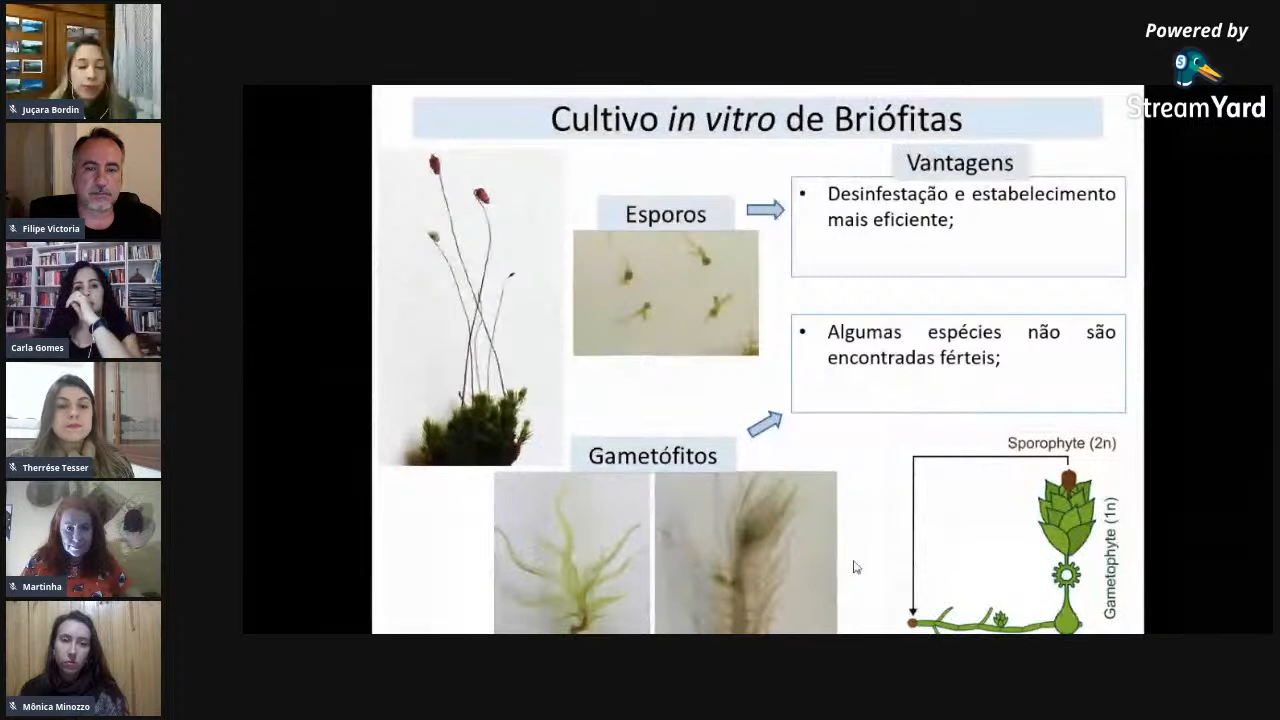 Powered by
StreamYard
Juçara Bordin
Filipe Victoria
Carla Gomes
Therrése Tesser
Martinha
Mônica Minozzo
Cultivo in vitro de Briófitas
Vantagens
Esporos
• Desinfestação e estabelecimento
mais eficiente;
• Algumas espécies não são
encontradas férteis;
Gametófitos
Sporophyte (2n)
Gametophyte (1n)